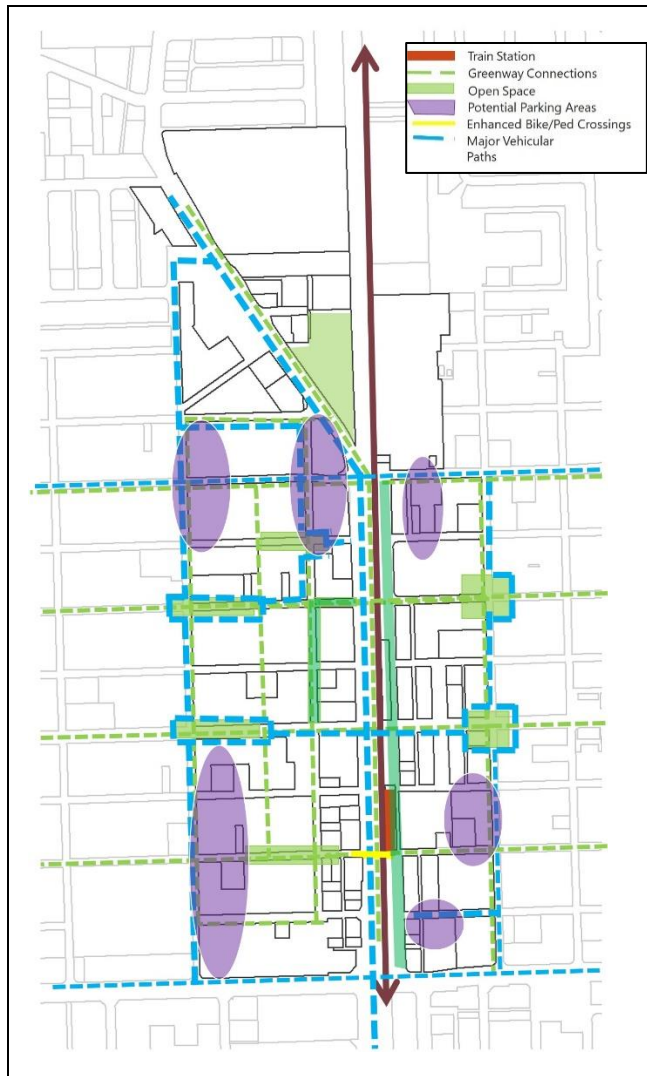 Train Station
Greenway Connections
Open Space
Potential Parking Areas
Enhanced Bike/Ped Crossings
Major Vehicular
Paths